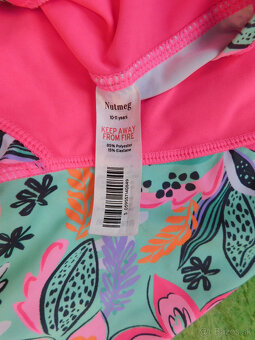 Nutmeg
10-11 years
KEEP AWAY
FROM FIRE
85% Polyester
15% Elastane